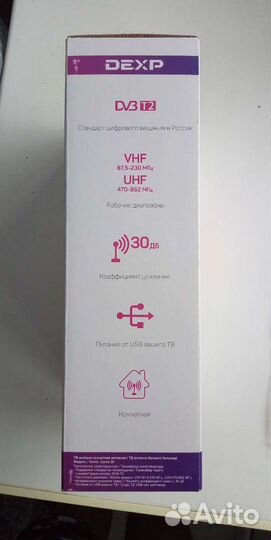 DEXP
DVB T2
Стандарт цифрового вещания в России
VHF
87,5-230 МГц
UHF
470-862 МГц
Рабочие диапазоны
30дб
Коэффициент усиления
Питание от USB вашего ТВ
Комнатная
Avito